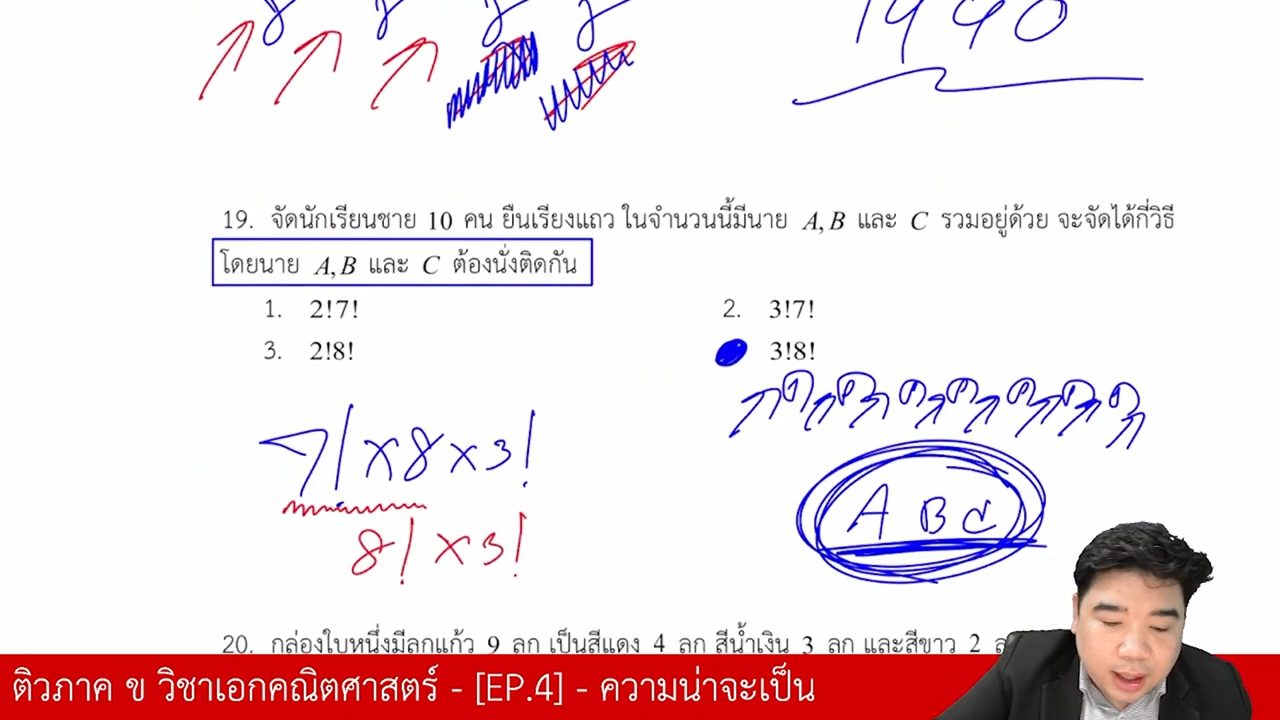 1440
19. จัดนักเรียนชาย 10 คน ยืนเรียงแถว ในจำนวนนี้มีนาย A, B และ C รวมอยู่ด้วย จะจัดได้กี่วิธี
โดยนาย A, B และ C ต้องนั่งติดกัน
1. 2!7!
2. 3!7!
3. 2!8!
3!8!
7! x 8 x 3!
8! x 3!
A B C
20. กล่องใบหนึ่งมีลูกแก้ว 9 ลูก เป็นสีแดง 4 ลูก สีน้ำเงิน 3 ลูก และสีขาว 2
ติวภาค ข วิชาเอกคณิตศาสตร์ - [EP.4] - ความน่าจะเป็น